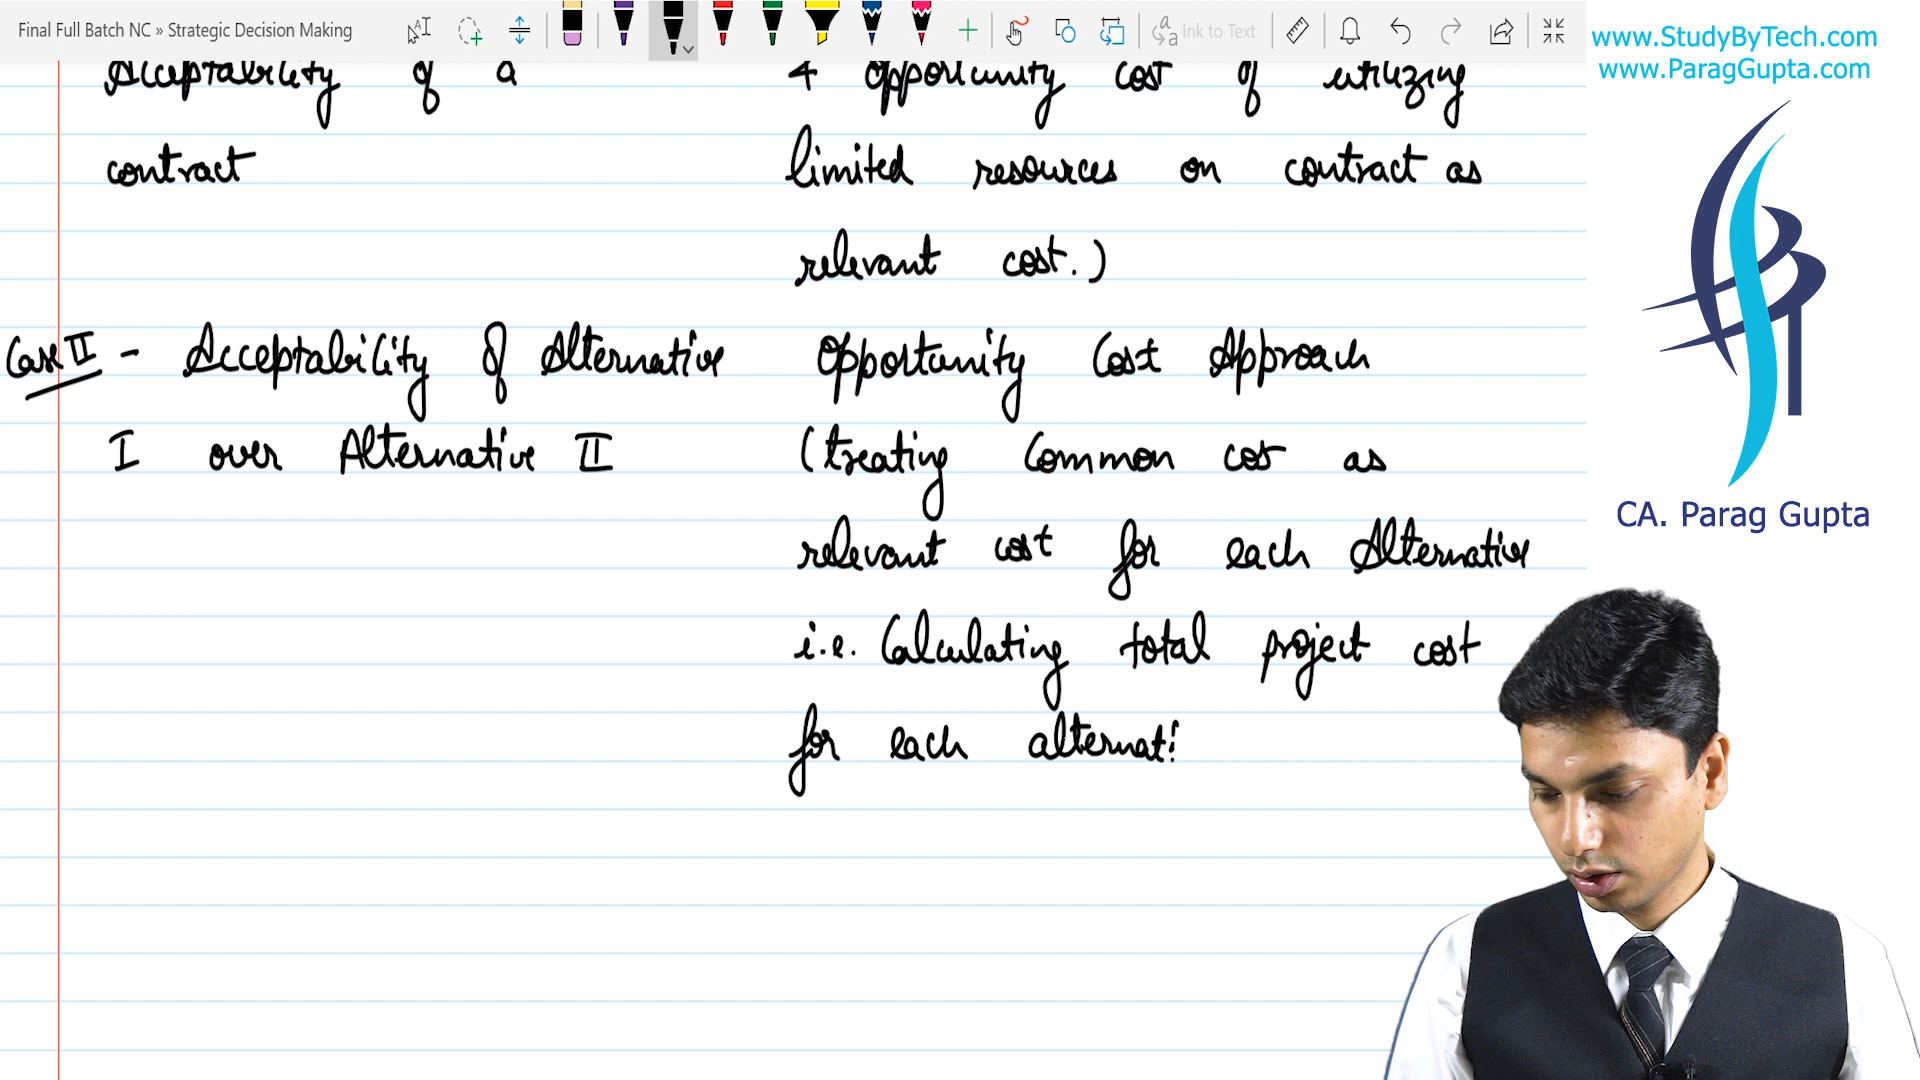 Final Full Batch NC » Strategic Decision Making
Ink to Text
www.StudyByTech.com
www.ParagGupta.com
Acceptability of a
contract
+ opportunity cost of utilizing
limited resources on contract as
relevant cost.)
Case II - Acceptability of Alternative
I over Alternative II
Opportunity Cost Approach
(treating Common cost as
relevant cost for each Alternative
i.e. Calculating total project cost
for each alternati
CA. Parag Gupta